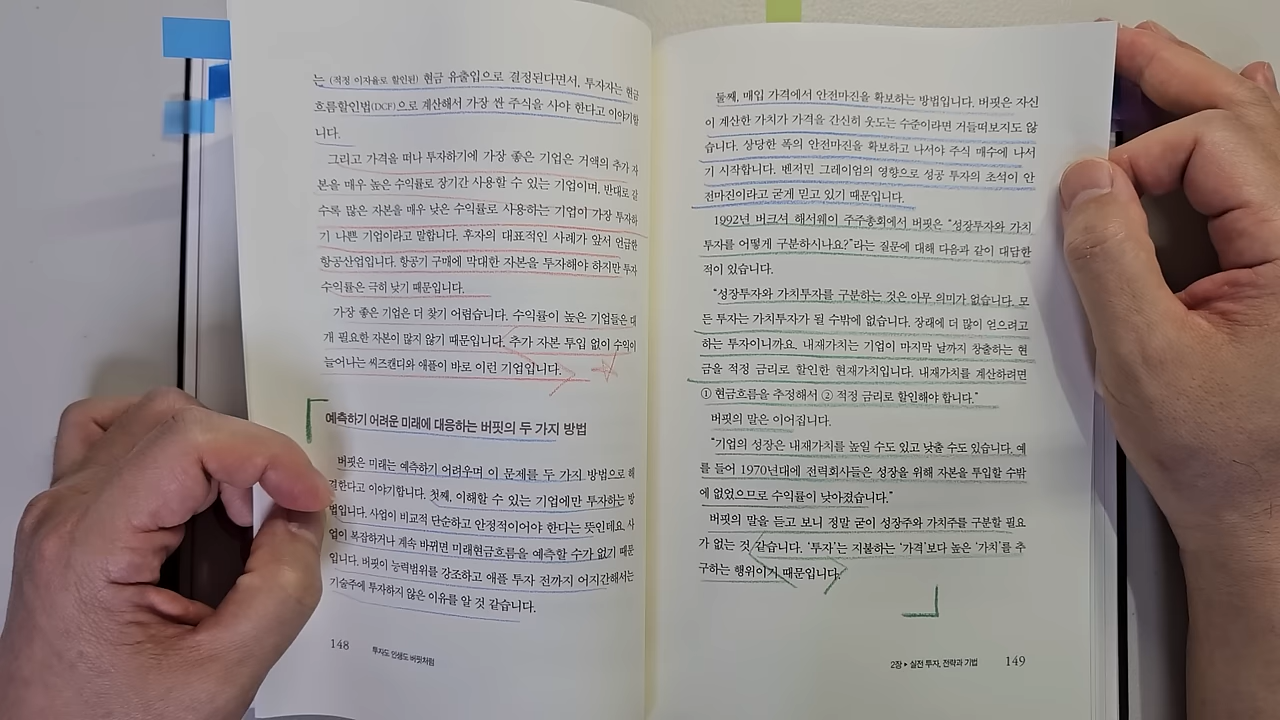 는 (적정 이자율로 할인된) 현금 유출입으로 결정된다면서, 투자자는 현금
흐름할인법(DCF)으로 계산해서 가장 싼 주식을 사야 한다고 이야기합
니다.
그리고 가격을 떠나 투자하기에 가장 좋은 기업은 거액의 추가 자
본을 매우 높은 수익률로 장기간 사용할 수 있는 기업이며, 반대로 갈
수록 많은 자본을 매우 낮은 수익률로 사용하는 기업이 가장 투자하
기 나쁜 기업이라고 말합니다. 후자의 대표적인 사례가 앞서 언급한
항공산업입니다. 항공기 구매에 막대한 자본을 투자해야 하지만 투자
수익률은 극히 낮기 때문입니다.
가장 좋은 기업은 더 찾기 어렵습니다. 수익률이 높은 기업들은 대
개 필요한 자본이 많지 않기 때문입니다. 추가 자본 투입 없이 수익이
늘어나는 씨즈캔디와 애플이 바로 이런 기업입니다.
예측하기 어려운 미래에 대응하는 버핏의 두 가지 방법
버핏은 미래는 예측하기 어려우며 이 문제를 두 가지 방법으로 해
결한다고 이야기합니다. 첫째, 이해할 수 있는 기업에만 투자하는 방
법입니다. 사업이 비교적 단순하고 안정적이어야 한다는 뜻인데요. 사
업이 복잡하거나 계속 바뀌면 미래현금흐름을 예측할 수가 없기 때문
입니다. 버핏이 능력범위를 강조하고 애플 투자 전까지 어지간해서는
기술주에 투자하지 않은 이유를 알 것 같습니다.
148 투자도 인생도 버핏처럼
둘째, 매입 가격에서 안전마진을 확보하는 방법입니다. 버핏은 자신
이 계산한 가치가 가격을 간신히 웃도는 수준이라면 거들떠보지도 않
습니다. 상당한 폭의 안전마진을 확보하고 나서야 주식 매수에 나서
기 시작합니다. 벤저민 그레이엄의 영향으로 성공 투자의 초석이 안
전마진이라고 굳게 믿고 있기 때문입니다.
1992년 버크셔 해서웨이 주주총회에서 버핏은 “성장투자와 가치
투자를 어떻게 구분하시나요?”라는 질문에 대해 다음과 같이 대답한
적이 있습니다.
“성장투자와 가치투자를 구분하는 것은 아무 의미가 없습니다. 모
든 투자는 가치투자가 될 수밖에 없습니다. 장래에 더 많이 얻으려고
하는 투자이니까요. 내재가치는 기업이 마지막 날까지 창출하는 현
금을 적정 금리로 할인한 현재가치입니다. 내재가치를 계산하려면
① 현금흐름을 추정해서 ② 적정 금리로 할인해야 합니다.”
버핏의 말은 이어집니다.
“기업의 성장은 내재가치를 높일 수도 있고 낮출 수도 있습니다. 예
를 들어 1970년대에 전력회사들은 성장을 위해 자본을 투입할 수밖
에 없었으므로 수익률이 낮아졌습니다.”
버핏의 말을 듣고 보니 정말 굳이 성장주와 가치주를 구분할 필요
가 없는 것 같습니다. ‘투자’는 지불하는 ‘가격’보다 높은 ‘가치’를 추
구하는 행위이기 때문입니다.
2장 ▸ 실전 투자, 전략과 기법 149